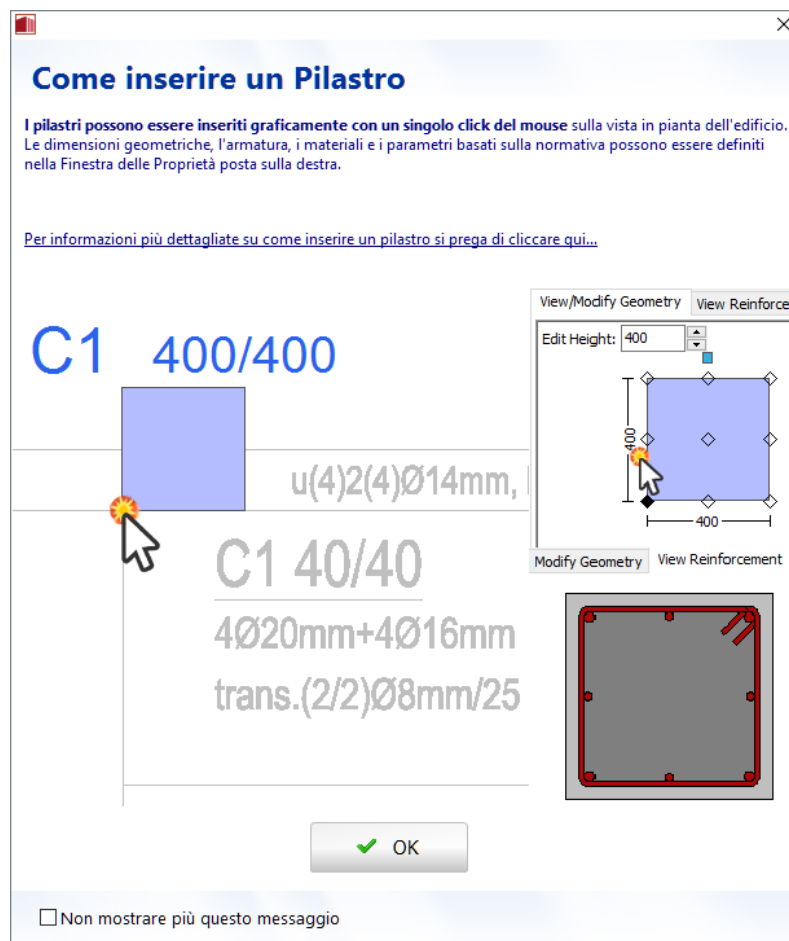 Come inserire un Pilastro
I pilastri possono essere inseriti graficamente con un singolo click del mouse sulla vista in pianta dell'edificio.
Le dimensioni geometriche, l'armatura, i materiali e i parametri basati sulla normativa possono essere definiti
nella Finestra delle Proprietà posta sulla destra.
Per informazioni più dettagliate su come inserire un pilastro si prega di cliccare qui...
C1 400/400
u(4)2(4)Ø14mm,
C1 40/40
4Ø20mm+4Ø16mm
trans.(2/2)Ø8mm/25
View/Modify Geometry View Reinforce
Edit Height: 400
400
400
Modify Geometry View Reinforcement
OK
Non mostrare più questo messaggio